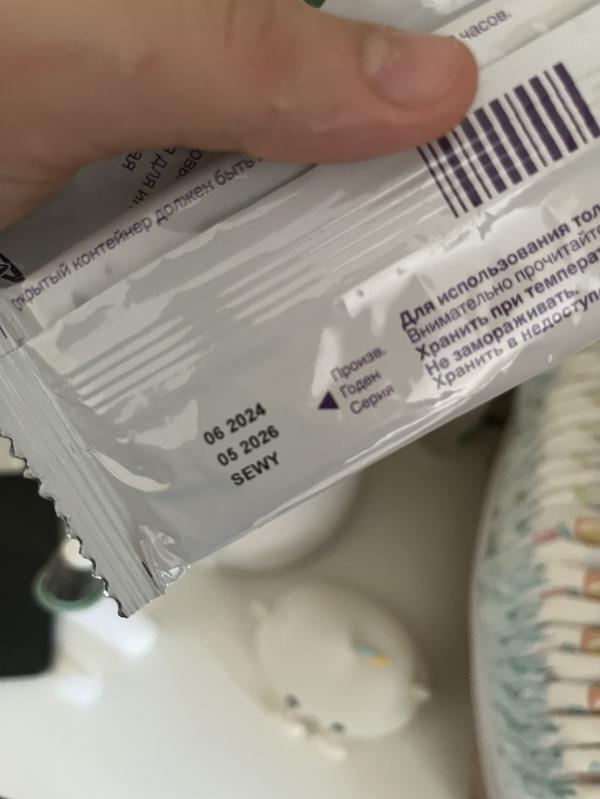 часов.
Открытый контейнер должен быть
Для использования тол
Внимательно прочитайте
Хранить при температ
Не замораживать.
Хранить в недоступн
Произв.
Годен
Серия
06 2024
05 2026
SEWY